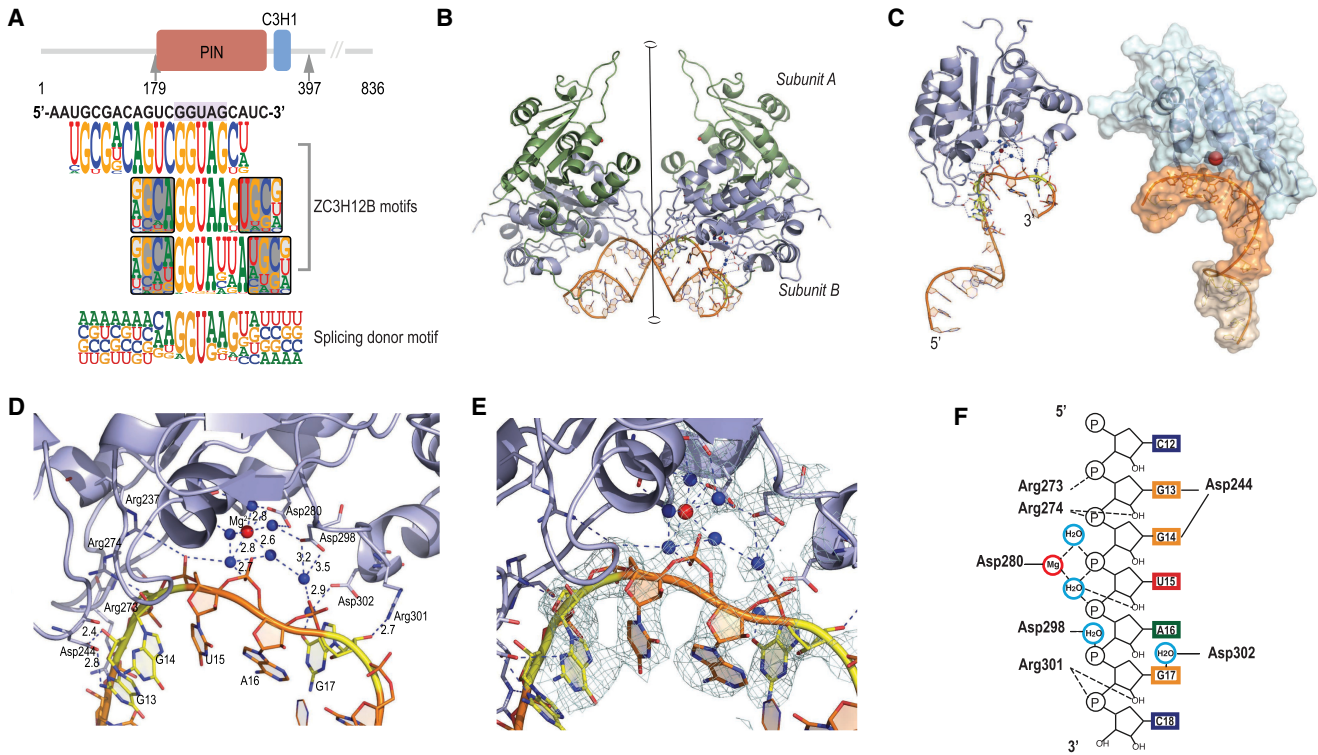 A
C3H1
PIN
//
1
179
397
836
5'-AAUGCGACAGUCGGUAGCAUC-3'
ZC3H12B motifs
Splicing donor motif
B
Subunit A
Subunit B
C
3'
5'
D
Arg237
Mg
2.8
Asp280
Arg274
2.8
2.6
Asp298
2.7
3.2
3.5
2.9
Arg273
Asp302
Arg301
2.4
2.7
Asp244
2.8
G14
U15
A16
G17
G13
E
F
5'
P
C12
OH
Arg273
P
G13
Asp244
Arg274
OH
P
G14
H2O
OH
Asp280
Mg
P
U15
H2O
OH
P
A16
Asp298
H2O
OH
H2O
Asp302
P
G17
Arg301
OH
P
C18
3'
OH
OH